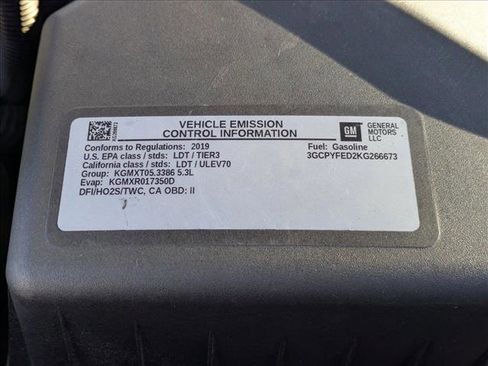 VEHICLE EMISSION
CONTROL INFORMATION
GM
GENERAL
MOTORS
LLC
Conforms to Regulations: 2019
Fuel: Gasoline
U.S. EPA class / stds: LDT / TIER3
3GCPYFED2KG266673
California class / stds: LDT / ULEV70
Group: KGMXT05.3386 5.3L
Evap: KGMXR017350D
DFI/HO2S/TWC, CA OBD: II